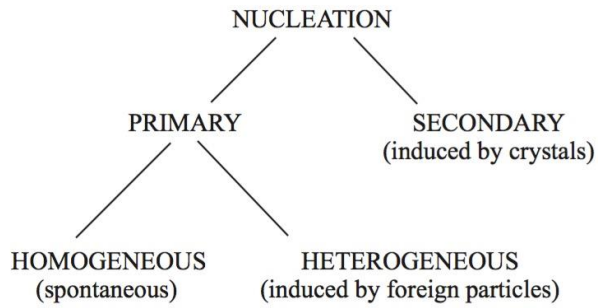 NUCLEATION
PRIMARY
SECONDARY
(induced by crystals)
HOMOGENEOUS
(spontaneous)
HETEROGENEOUS
(induced by foreign particles)